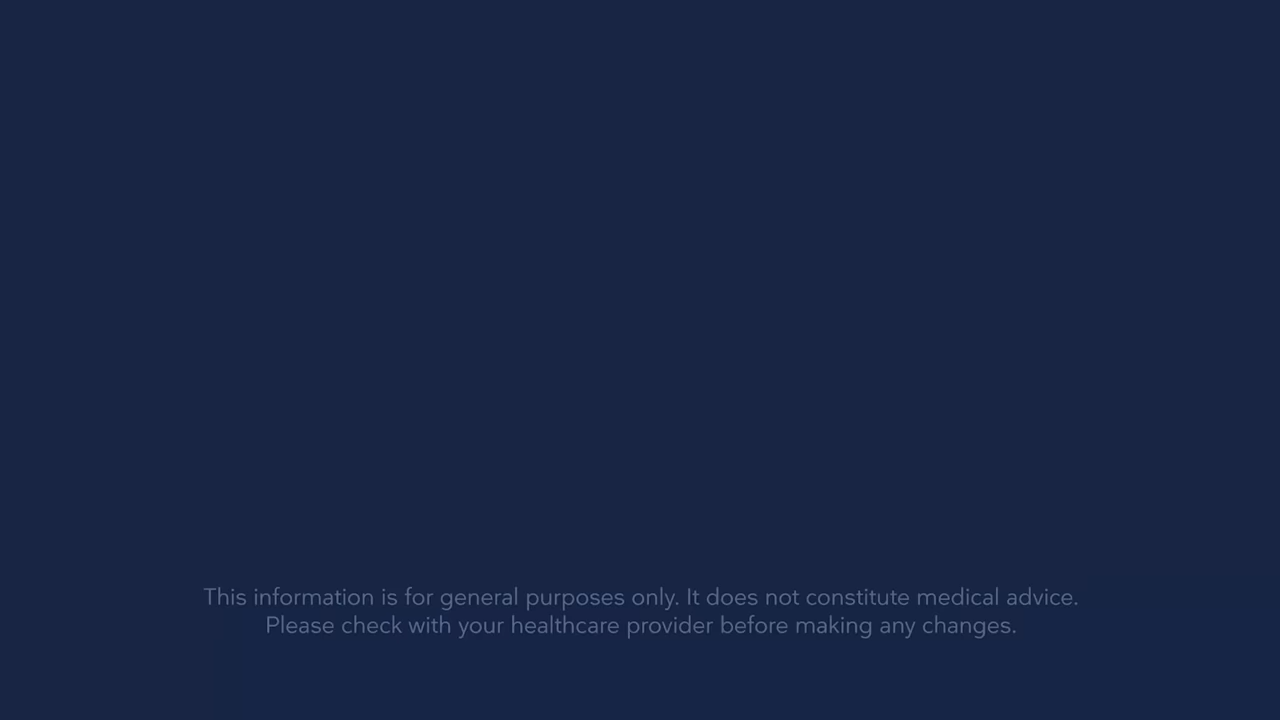 This information is for general purposes only. It does not constitute medical advice.
Please check with your healthcare provider before making any changes.